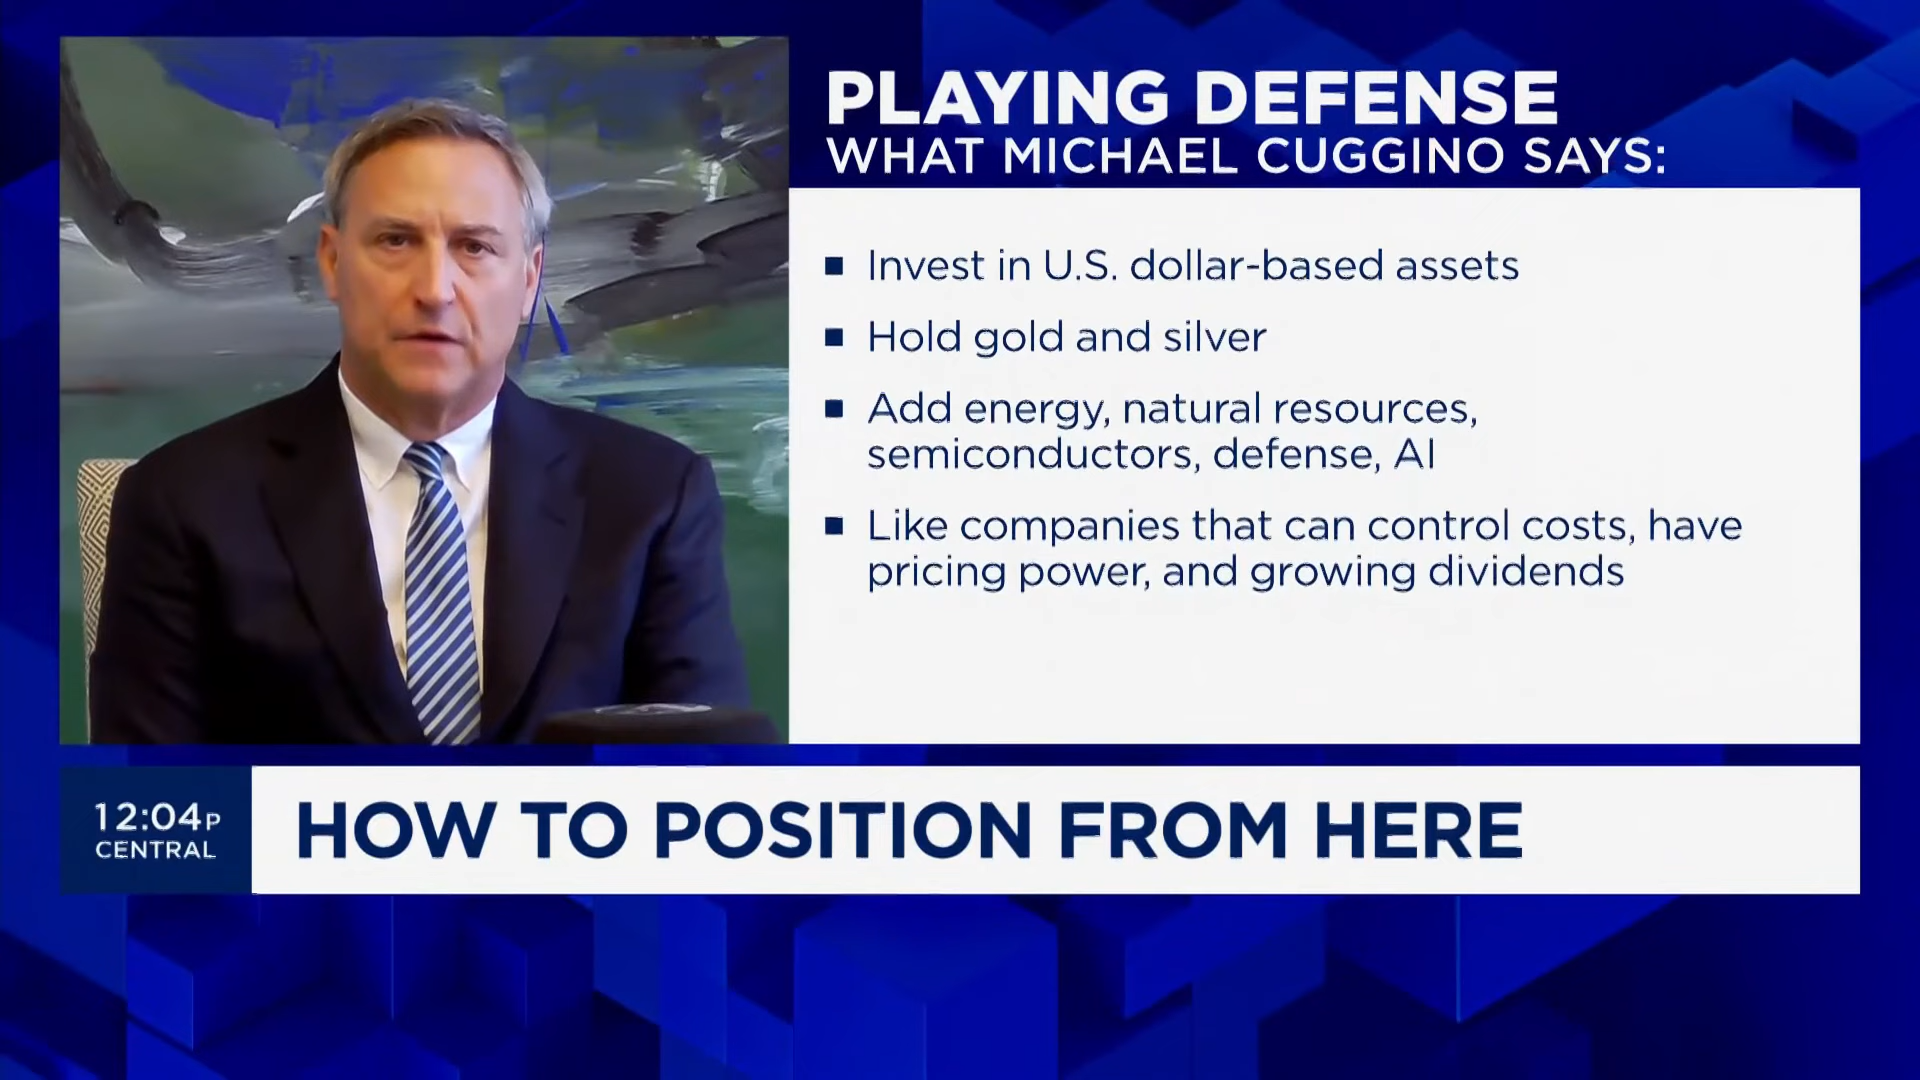 PLAYING DEFENSE
WHAT MICHAEL CUGGINO SAYS:
▪ Invest in U.S. dollar-based assets
▪ Hold gold and silver
▪ Add energy, natural resources,
semiconductors, defense, AI
▪ Like companies that can control costs, have
pricing power, and growing dividends
12:04P
CENTRAL
HOW TO POSITION FROM HERE